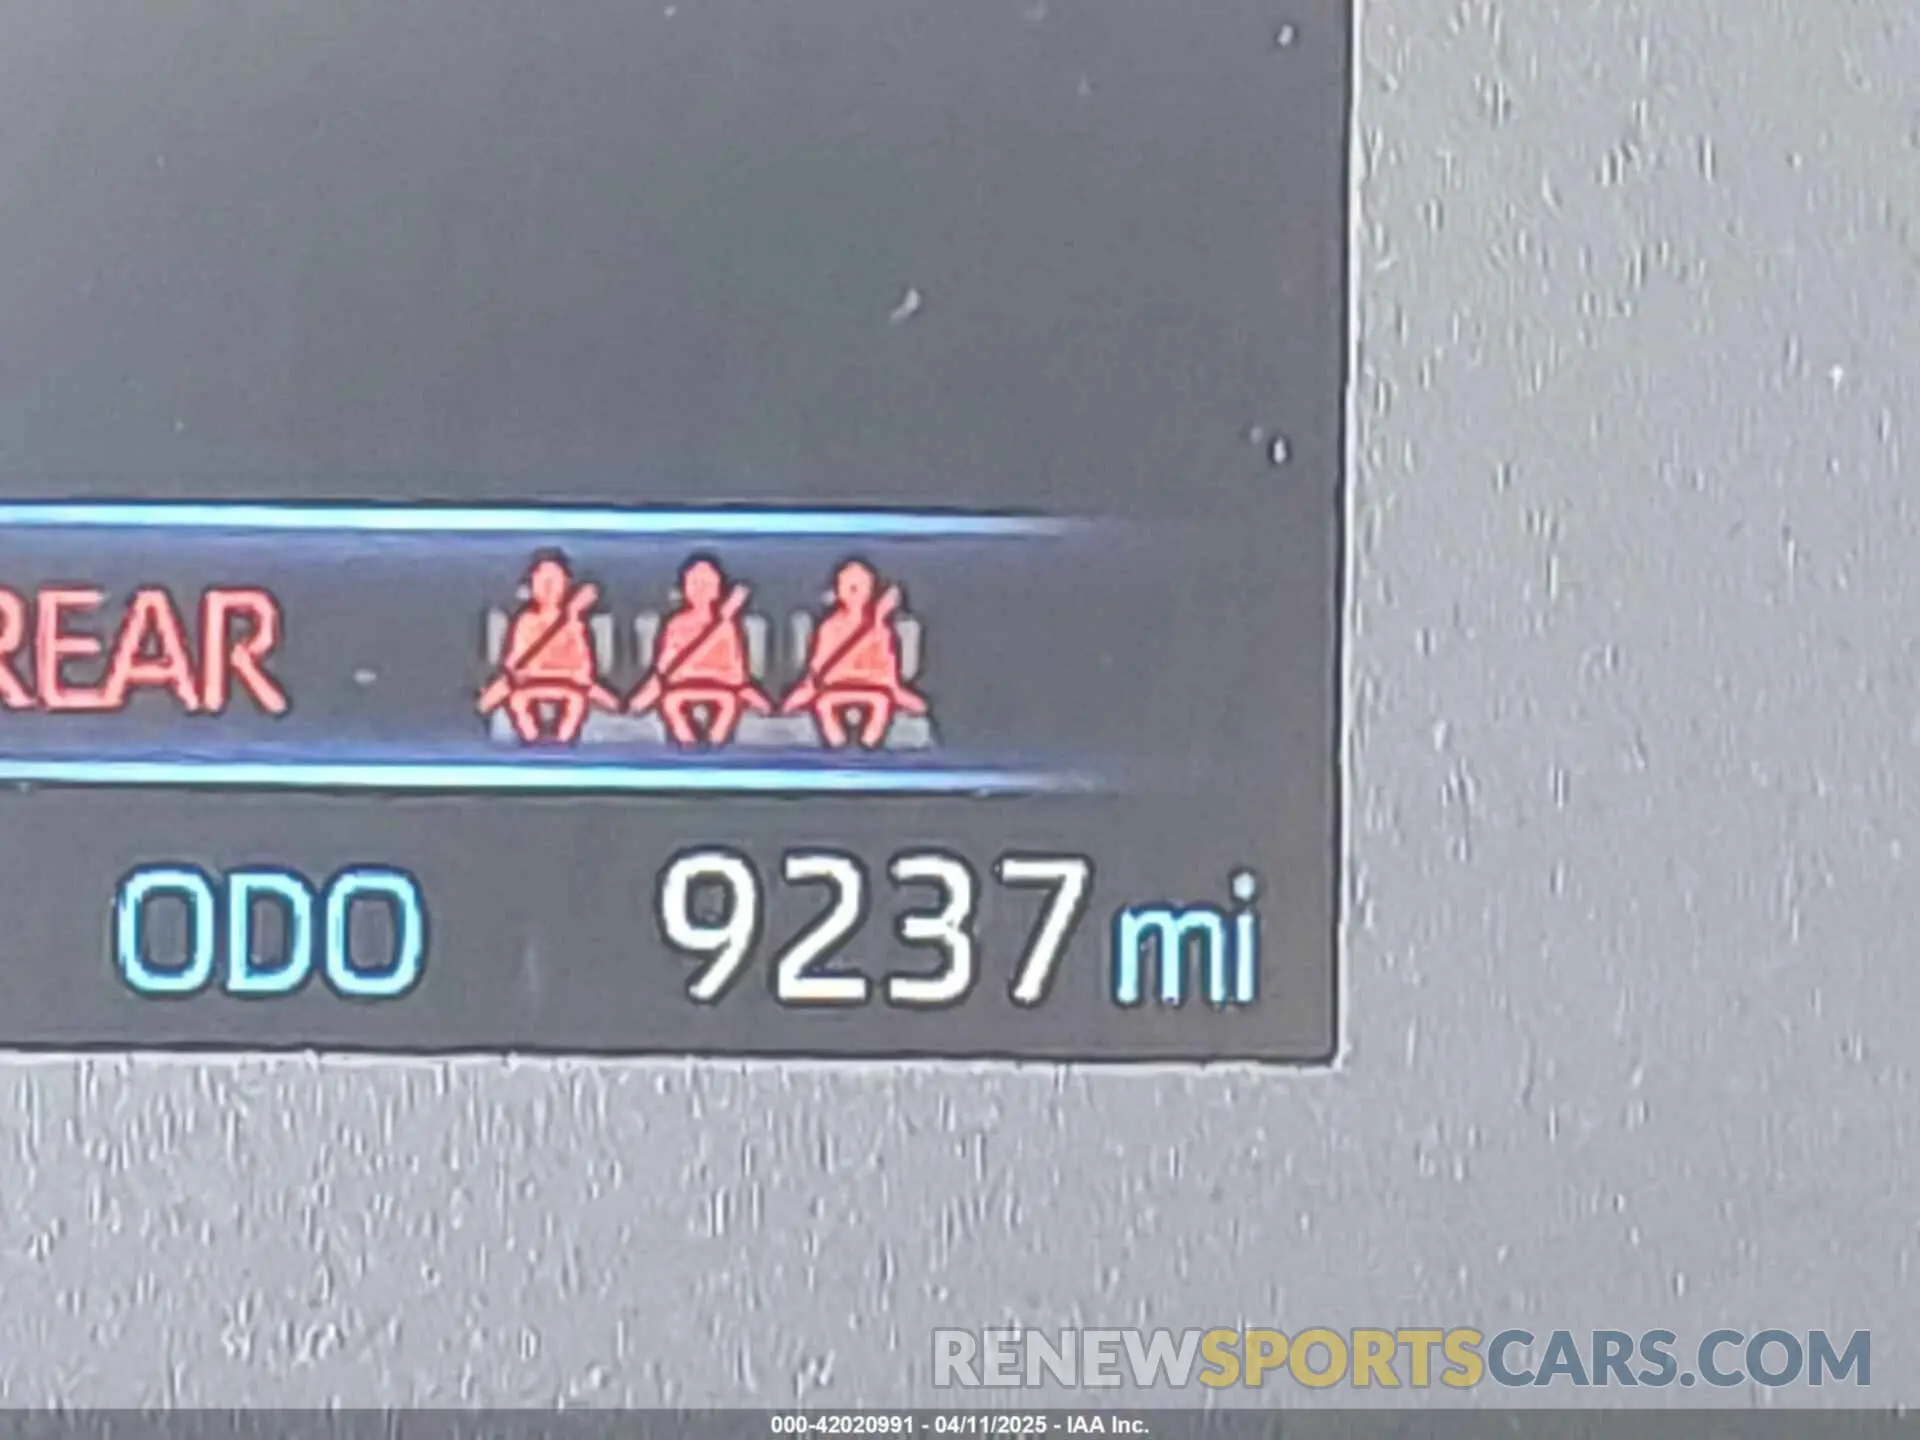 REAR
ODO 9237 mi
RENEWSPORTSCARS.COM
000-42020991 - 04/11/2025 - IAA Inc.